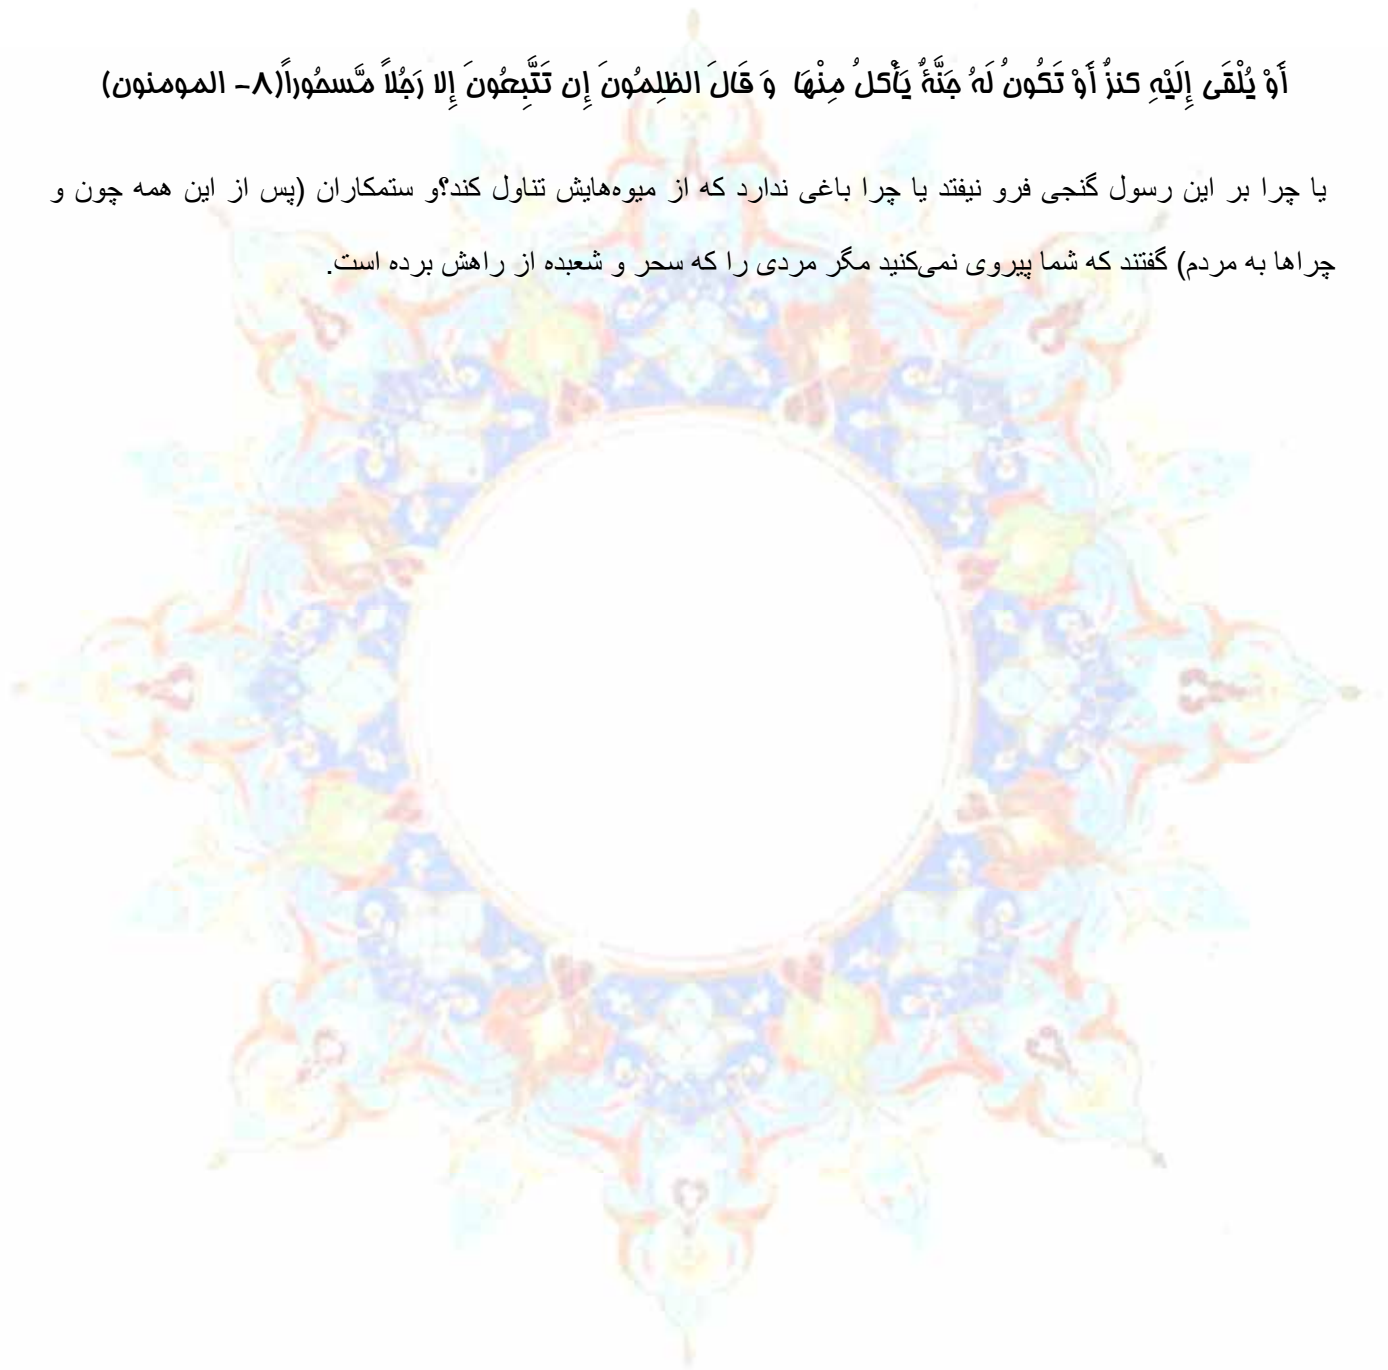 أَوْ يُلْقَى إِلَيْهِ كنزٌ أَوْ تَكُونُ لَهُ جَنَّةٌ يَأْكلُ مِنْهَا وَ قَالَ الظلِمُونَ إِن تَتَّبِعُونَ إِلا رَجُلاً مَّسحُوراً(٨- المومنون)
یا چرا بر این رسول گنجی فرو نیفتد یا چرا باغی ندارد که از میوه‌هایش تناول کند؟و ستمکاران (پس از این همه چون و
چراها به مردم) گفتند که شما پیروی نمی‌کنید مگر مردی را که سحر و شعبده از راهش برده است.